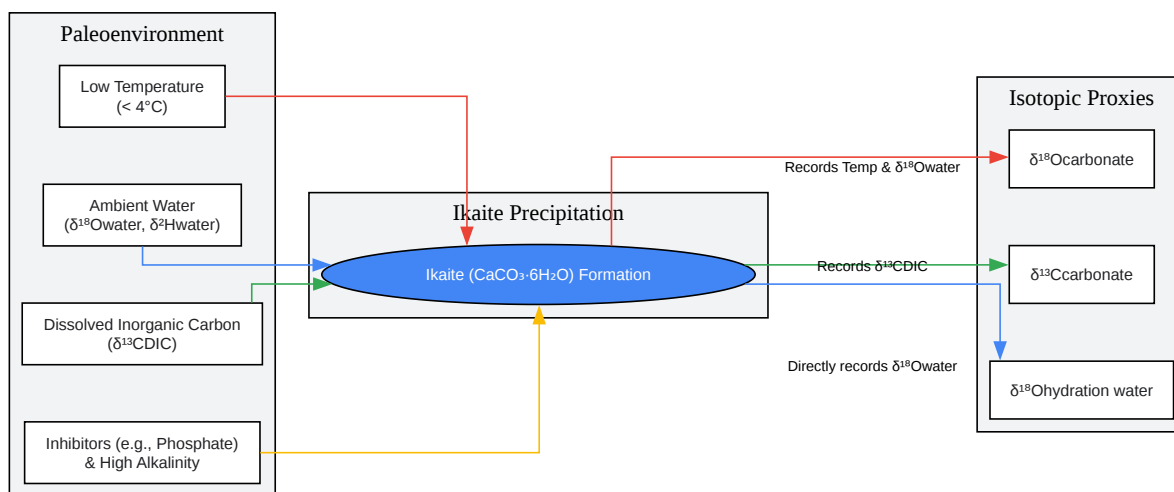 Paleoenvironment
Low Temperature
(< 4°C)
Ambient Water
(δ¹⁸Owater, δ²Hwater)
Dissolved Inorganic Carbon
(δ¹³CDIC)
Inhibitors (e.g., Phosphate)
& High Alkalinity
Ikaite Precipitation
Ikaite (CaCO₃·6H₂O) Formation
Records Temp & δ¹⁸Owater
Records δ¹³CDIC
Directly records δ¹⁸Owater
Isotopic Proxies
δ¹⁸Ocarbonate
δ¹³Ccarbonate
δ¹⁸Ohydration water